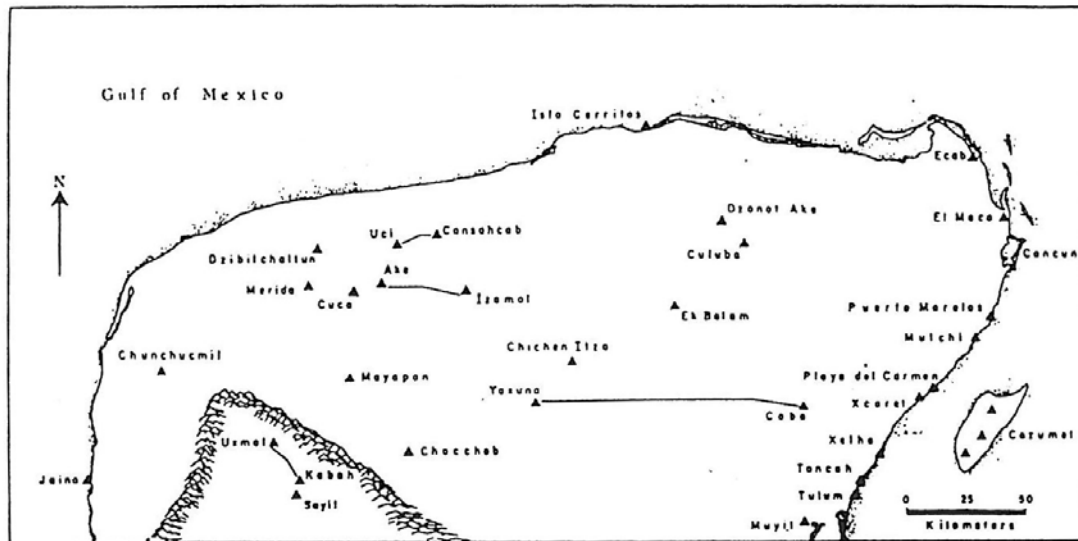 Gulf of Mexico
Isla Cerritos
Ecab
N
Dzonot Ake
El Meco
Uci
Consahcab
Culuba
Cancun
Dzibilchaltun
Ake
Merida
Cuca
Izamal
Ek Balam
Puerto Morelos
Mulchi
Chichen Itza
Chunchucmil
Mayapan
Playa del Carmen
Yaxuna
Xcaret
Coba
Cozumel
Uxmal
Chacchob
Xelha
Jaina
Kabah
Tancah
Sayil
Tulum
0 25 50
Muyil
Kilometers